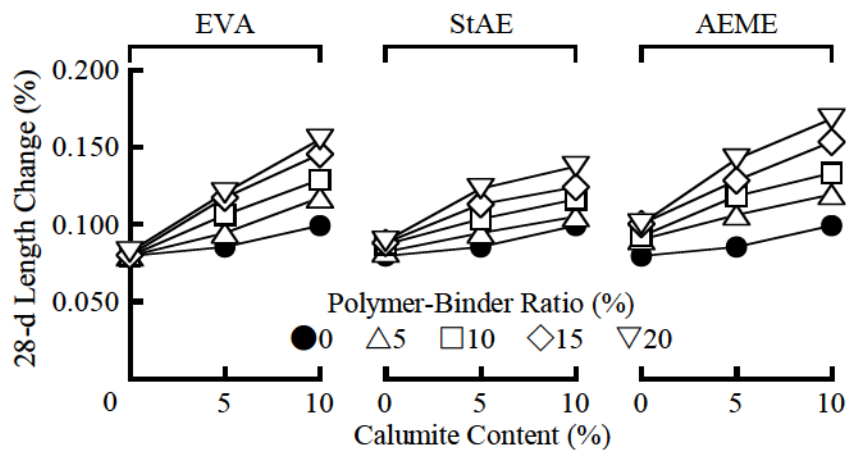 EVA StAE AEME
0.200
0.150
0.100
0.050
0
28-d Length Change (%)
Polymer-Binder Ratio (%)
0 5 10 15 20
5 10 0 5 10 0 5 10
Calumite Content (%)